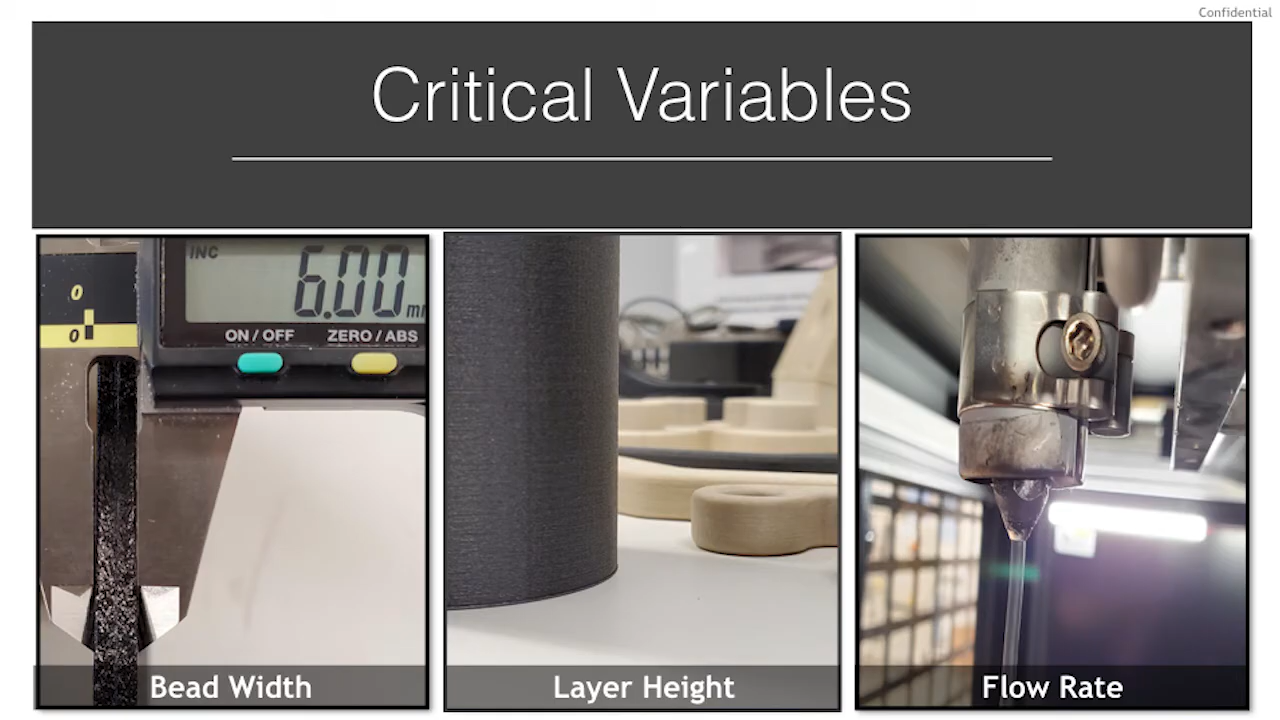 Confidential
Critical Variables
INC
6.00 mm
0
0
ON / OFF ZERO / ABS
Bead Width
Layer Height
Flow Rate